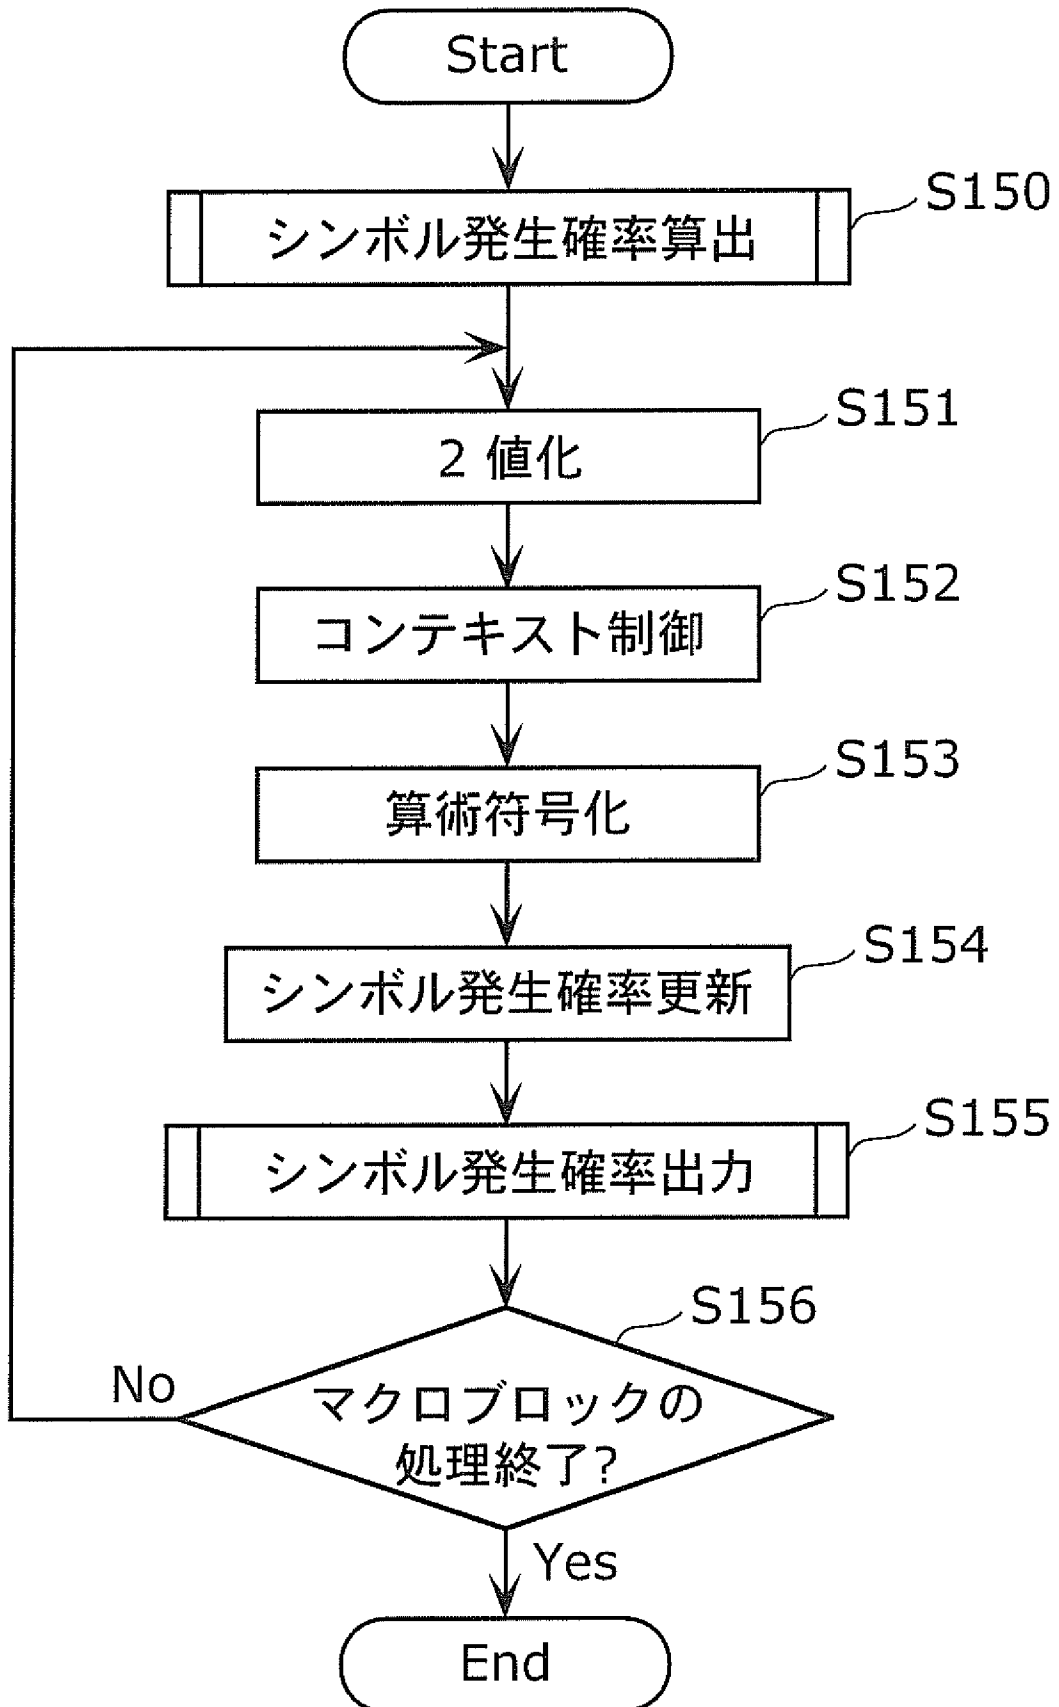 Start
シンボル発生確率算出
S150
2 値化
S151
コンテキスト制御
S152
算術符号化
S153
シンボル発生確率更新
S154
シンボル発生確率出力
S155
S156
No
マクロブロックの
処理終了?
Yes
End